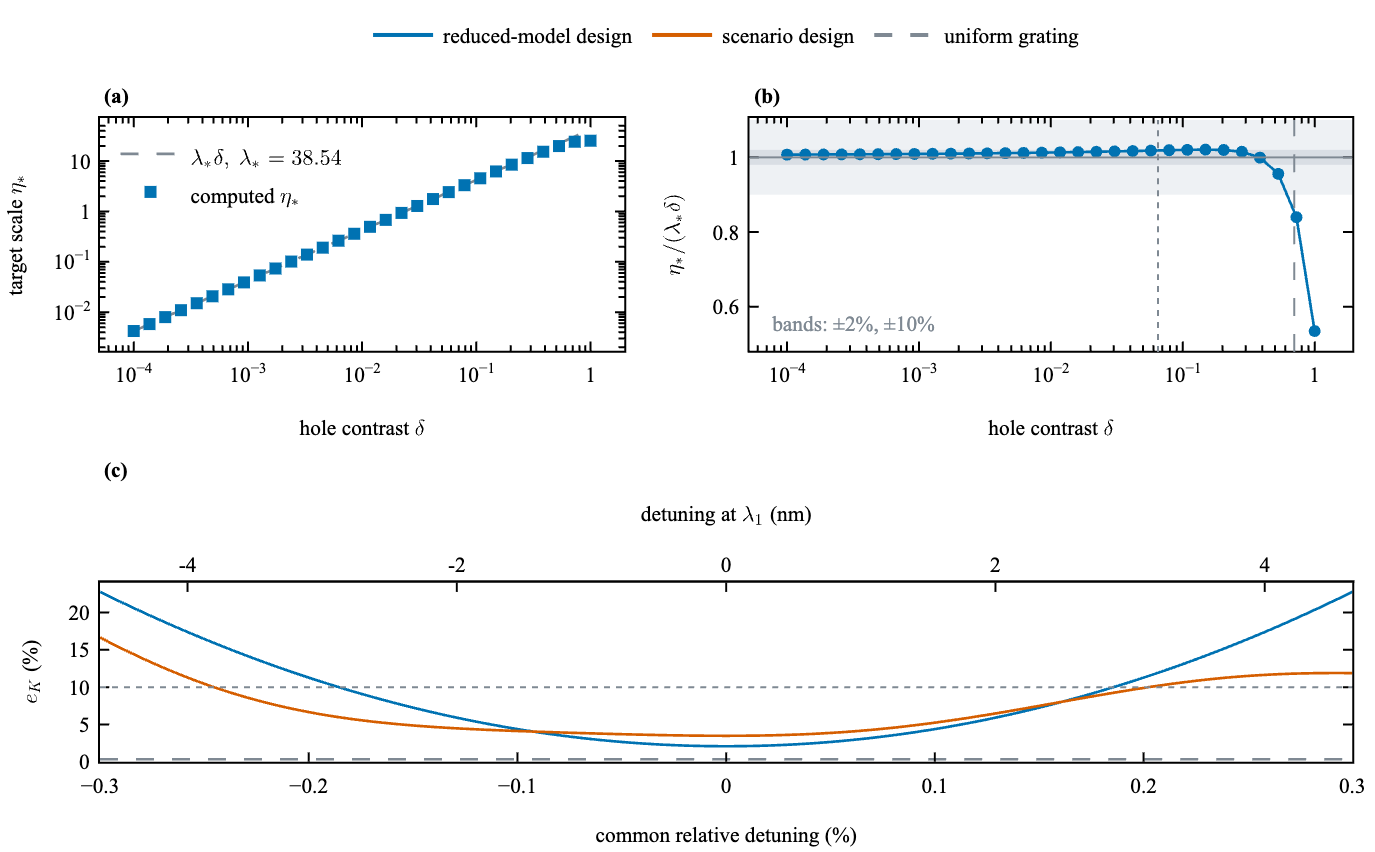 reduced-model design scenario design uniform grating
(a)
λ*δ, λ* = 38.54
computed η*
10
1
10⁻¹
10⁻²
target scale η*
10⁻⁴ 10⁻³ 10⁻² 10⁻¹ 1
hole contrast δ
(b)
1
0.8
0.6
η*/(λ*δ)
bands: ±2%, ±10%
10⁻⁴ 10⁻³ 10⁻² 10⁻¹ 1
hole contrast δ
(c)
detuning at λ₁ (nm)
-4 -2 0 2 4
20
15
10
5
0
e_K (%)
−0.3 −0.2 −0.1 0 0.1 0.2 0.3
common relative detuning (%)